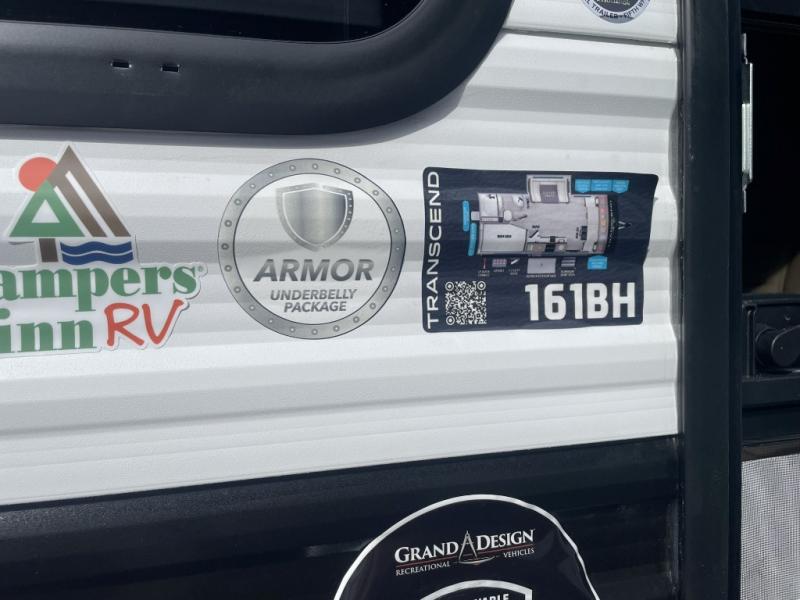 ampers
inn RV
ARMOR
UNDERBELLY
PACKAGE
TRANSCEND
161BH
GRAND DESIGN
RECREATIONAL VEHICLES